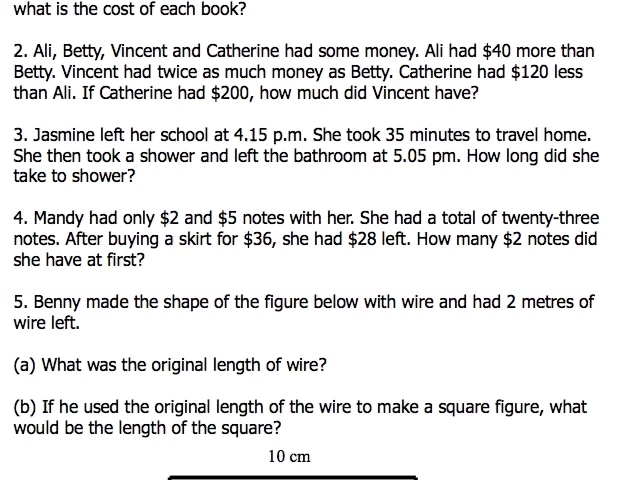 what is the cost of each book?
2. Ali, Betty, Vincent and Catherine had some money. Ali had $40 more than
Betty. Vincent had twice as much money as Betty. Catherine had $120 less
than Ali. If Catherine had $200, how much did Vincent have?
3. Jasmine left her school at 4.15 p.m. She took 35 minutes to travel home.
She then took a shower and left the bathroom at 5.05 pm. How long did she
take to shower?
4. Mandy had only $2 and $5 notes with her. She had a total of twenty-three
notes. After buying a skirt for $36, she had $28 left. How many $2 notes did
she have at first?
5. Benny made the shape of the figure below with wire and had 2 metres of
wire left.
(a) What was the original length of wire?
(b) If he used the original length of the wire to make a square figure, what
would be the length of the square?
10 cm